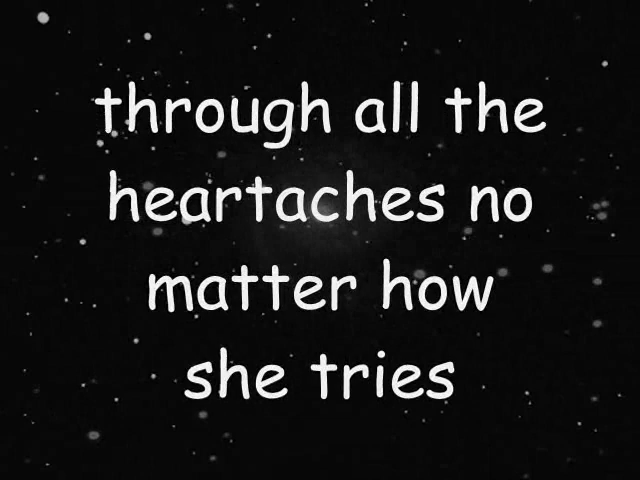 through all the
heartaches no
matter how
she tries